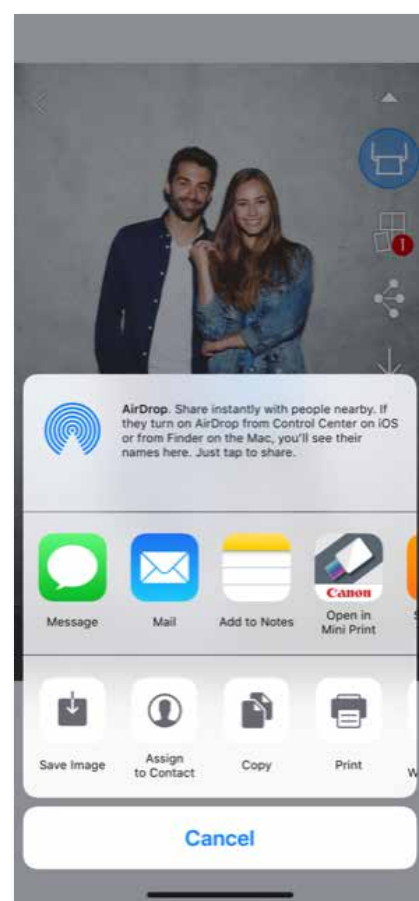 AirDrop. Share instantly with people nearby. If
they turn on AirDrop from Control Center on iOS
or from Finder on the Mac, you'll see their
names here. Just tap to share.
Message
Mail
Add to Notes
Canon
Open in
Mini Print
Save Image
Assign
to Contact
Copy
Print
Cancel